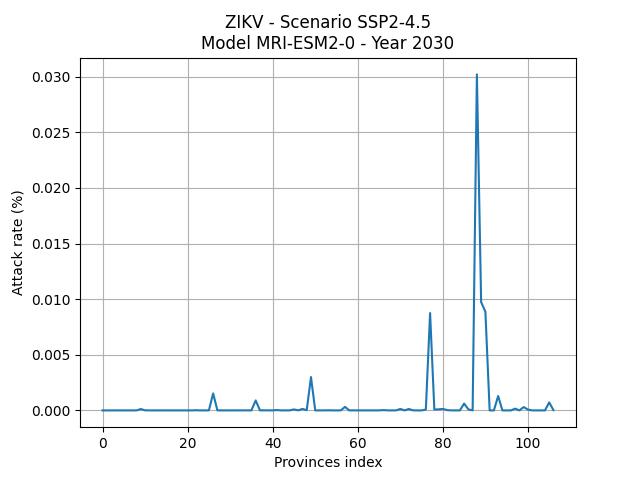 ZIKV - Scenario SSP2-4.5
Model MRI-ESM2-0 - Year 2030
0.030
0.025
0.020
0.015
0.010
0.005
0.000
Attack rate (%)
0 20 40 60 80 100
Provinces index